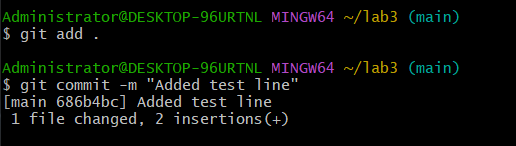 Administrator@DESKTOP-96URTNL MINGW64 ~/lab3 (main)
$ git add .
Administrator@DESKTOP-96URTNL MINGW64 ~/lab3 (main)
$ git commit -m "Added test line"
[main 686b4bc] Added test line
 1 file changed, 2 insertions(+)